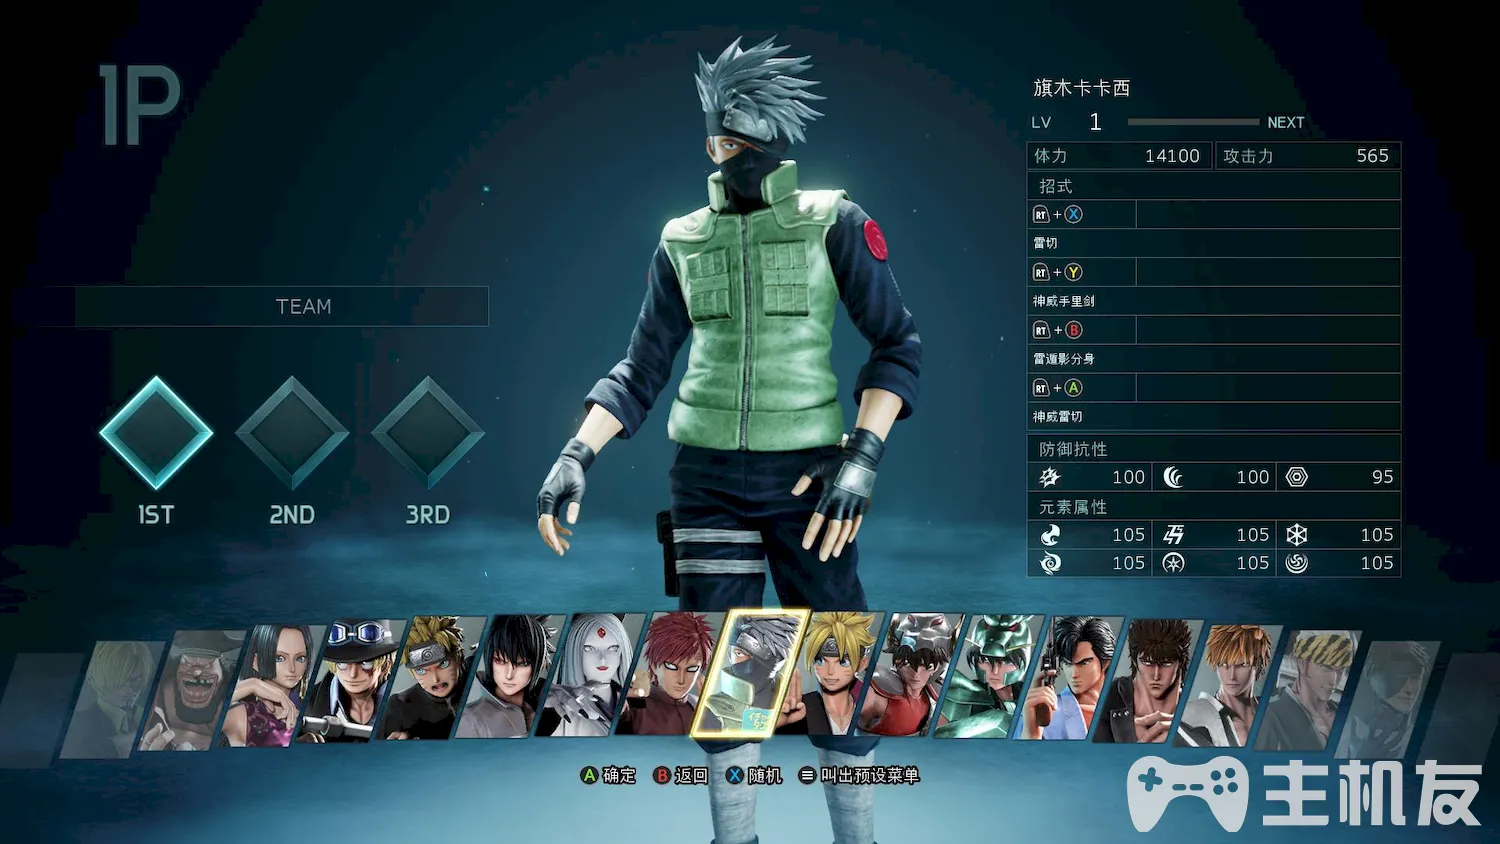 1P
旗木卡卡西
LV 1 NEXT
体力 14100 攻击力 565
招式
RT + X
雷切
RT + Y
神威手里剑
RT + B
雷遁影分身
RT + A
神威雷切
防御抗性
100 100 95
元素属性
105 105 105
105 105 105
TEAM
1ST 2ND 3RD
A 确定 B 返回 X 随机 叫出预设菜单
主机友